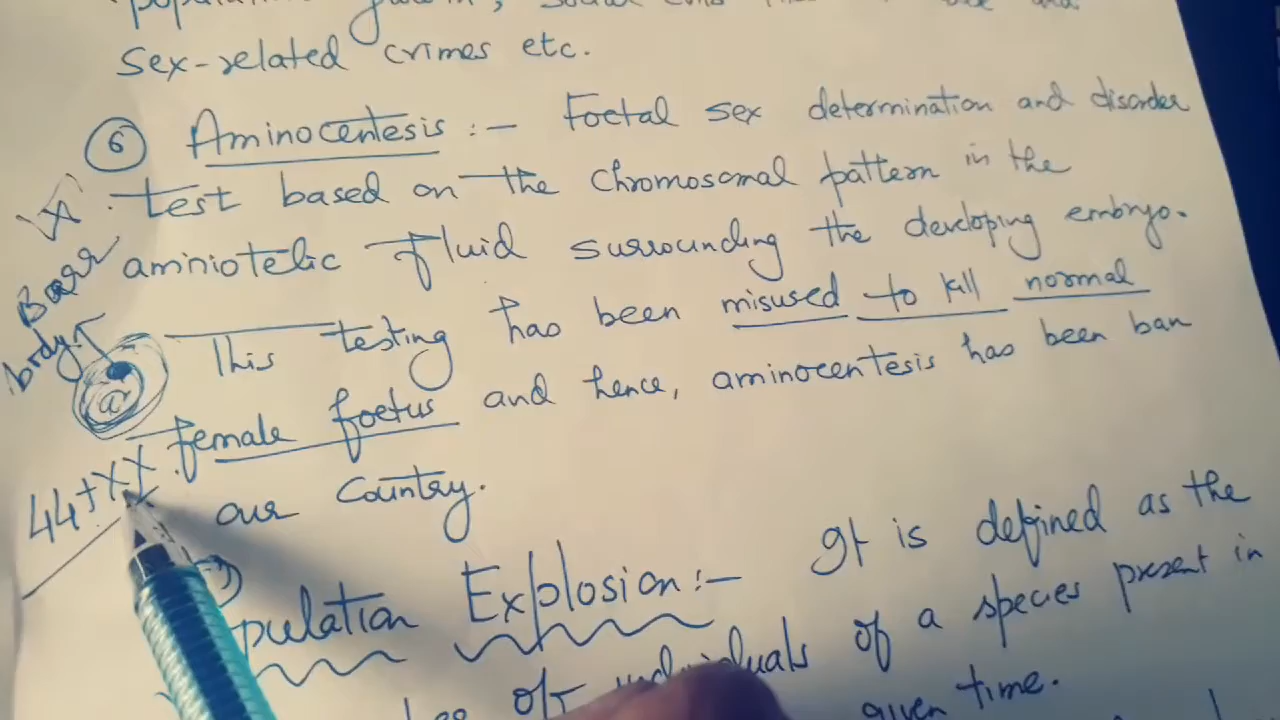 sex-related crimes etc.
⑥ Aminocentesis :- Foetal sex determination and disorder
test based on the chromosomal pattern in the
aminiotelic fluid surrounding the developing embryo.
This testing has been misused to kill normal
female foetus and hence, aminocentesis has been ban
our country.
Barr
body
44+XX
Explosion:- It is defined as the
of a species present in
given time.